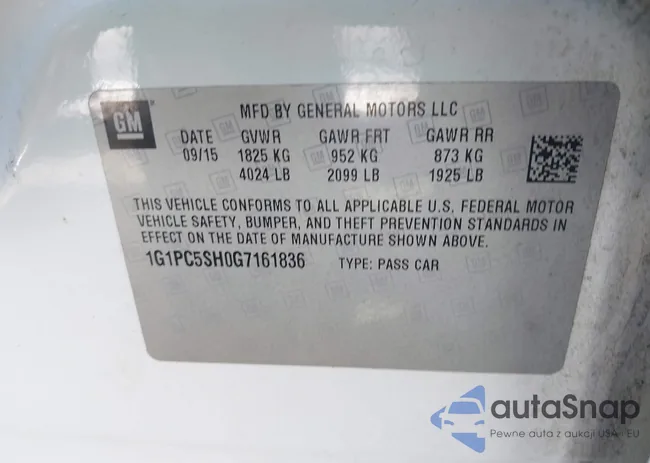 GM
MFD BY GENERAL MOTORS LLC
DATE GVWR GAWR FRT GAWR RR
09/15 1825 KG 952 KG 873 KG
4024 LB 2099 LB 1925 LB
THIS VEHICLE CONFORMS TO ALL APPLICABLE U.S. FEDERAL MOTOR
VEHICLE SAFETY, BUMPER, AND THEFT PREVENTION STANDARDS IN
EFFECT ON THE DATE OF MANUFACTURE SHOWN ABOVE.
1G1PC5SH0G7161836 TYPE: PASS CAR
autaSnap
Pewne auta z aukcji USA i EU